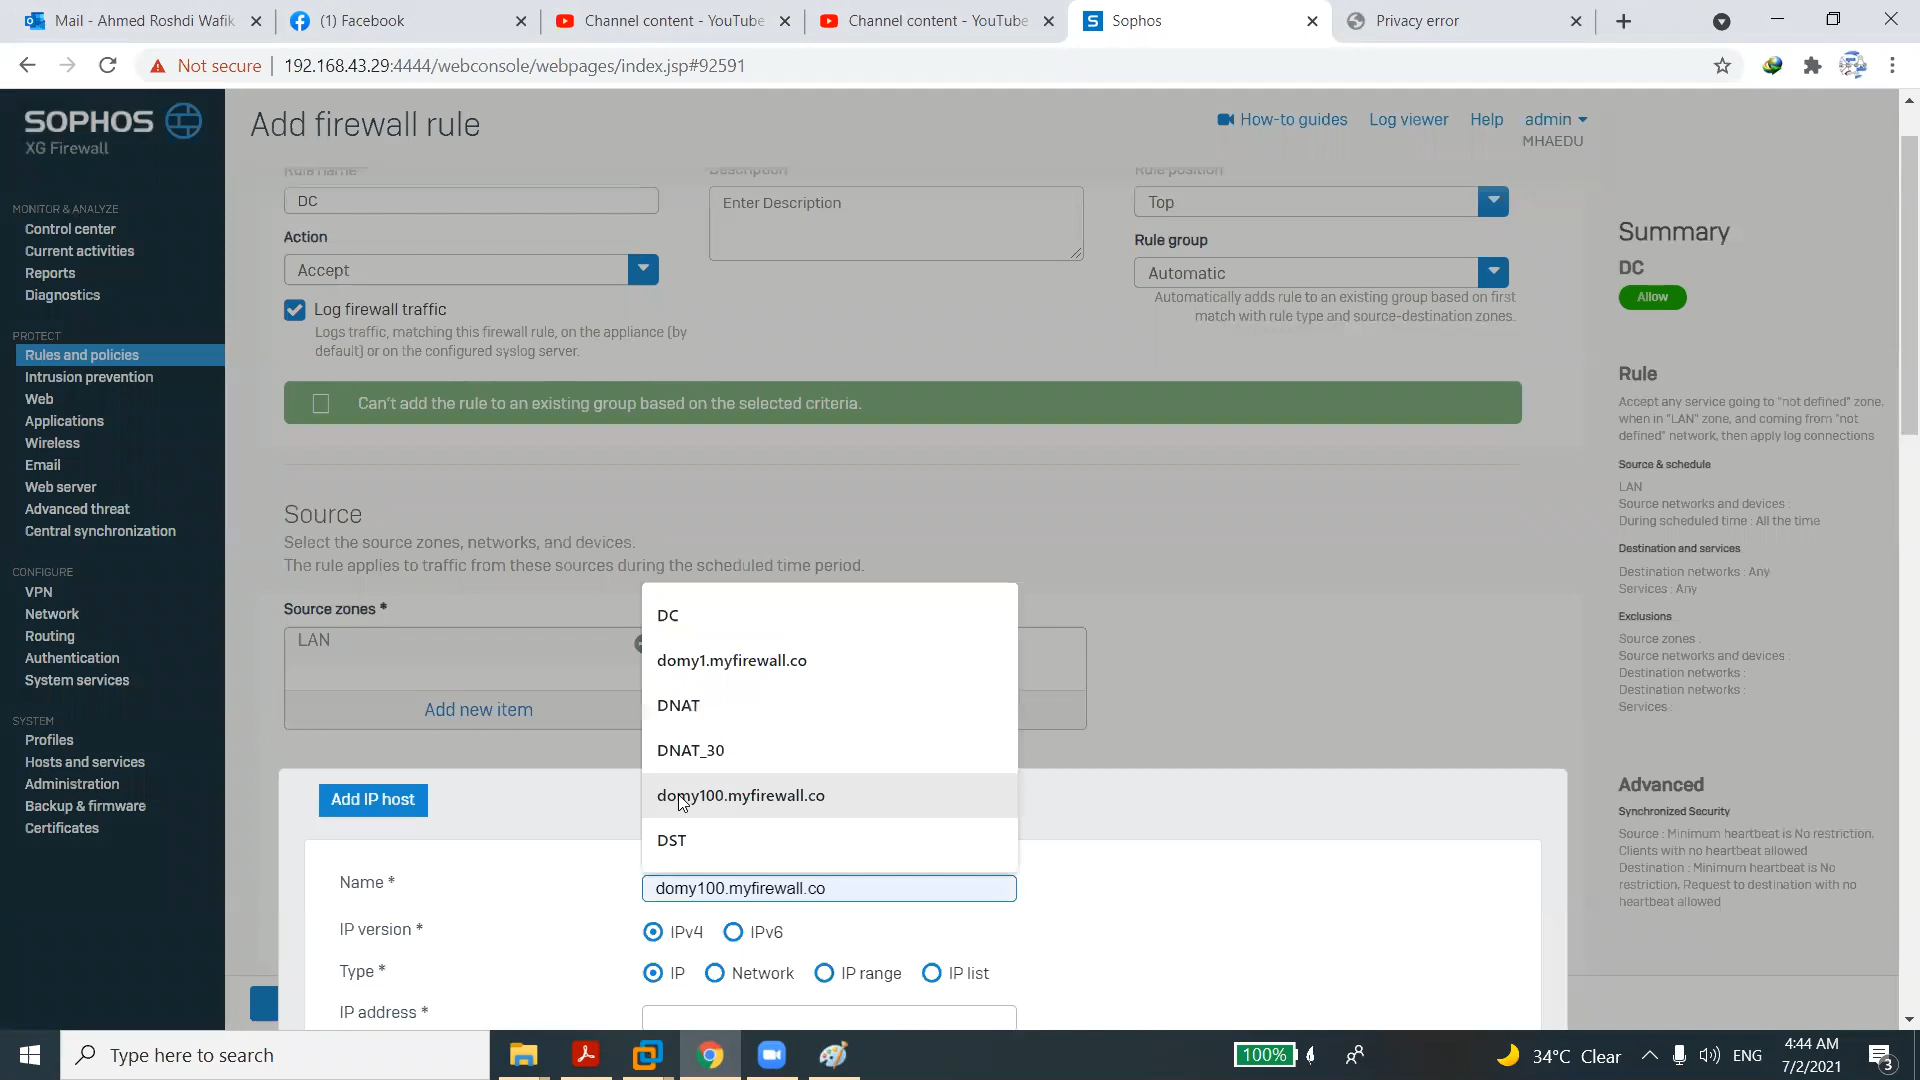 Mail - Ahmed Roshdi Wafik
(1) Facebook
Channel content - YouTube
Channel content - YouTube
Sophos
Privacy error
Not secure
192.168.43.29:4444/webconsole/webpages/index.jsp#92591
SOPHOS
XG Firewall
MONITOR & ANALYZE
Control center
Current activities
Reports
Diagnostics
PROTECT
Rules and policies
Intrusion prevention
Web
Applications
Wireless
Email
Web server
Advanced threat
Central synchronization
CONFIGURE
VPN
Network
Routing
Authentication
System services
SYSTEM
Profiles
Hosts and services
Administration
Backup & firmware
Certificates
Add firewall rule
How-to guides
Log viewer
Help
admin
MHAEDU
Rule name
DC
Description
Enter Description
Rule position
Top
Action
Accept
Rule group
Automatic
Automatically adds rule to an existing group based on first
match with rule type and source-destination zones.
Log firewall traffic
Logs traffic, matching this firewall rule, on the appliance (by
default) or on the configured syslog server.
Can't add the rule to an existing group based on the selected criteria.
Source
Select the source zones, networks, and devices.
The rule applies to traffic from these sources during the scheduled time period.
Source zones *
LAN
Add new item
DC
domy1.myfirewall.co
DNAT
DNAT_30
domy100.myfirewall.co
DST
Add IP host
Name *
domy100.myfirewall.co
IP version *
IPv4
IPv6
Type *
IP
Network
IP range
IP list
IP address *
Summary
DC
Allow
Rule
Accept any service going to "not defined" zone,
when in "LAN" zone, and coming from "not
defined" network, then apply log connections
Source & schedule
LAN
Source networks and devices :
During scheduled time : All the time
Destination and services
Destination networks : Any
Services : Any
Exclusions
Source zones :
Source networks and devices :
Destination networks :
Destination networks :
Services :
Advanced
Synchronized Security
Source : Minimum heartbeat is No restriction.
Clients with no heartbeat allowed
Destination : Minimum heartbeat is No
restriction. Request to destination with no
heartbeat allowed
Type here to search
100%
34°C Clear
ENG
4:44 AM
7/2/2021
3